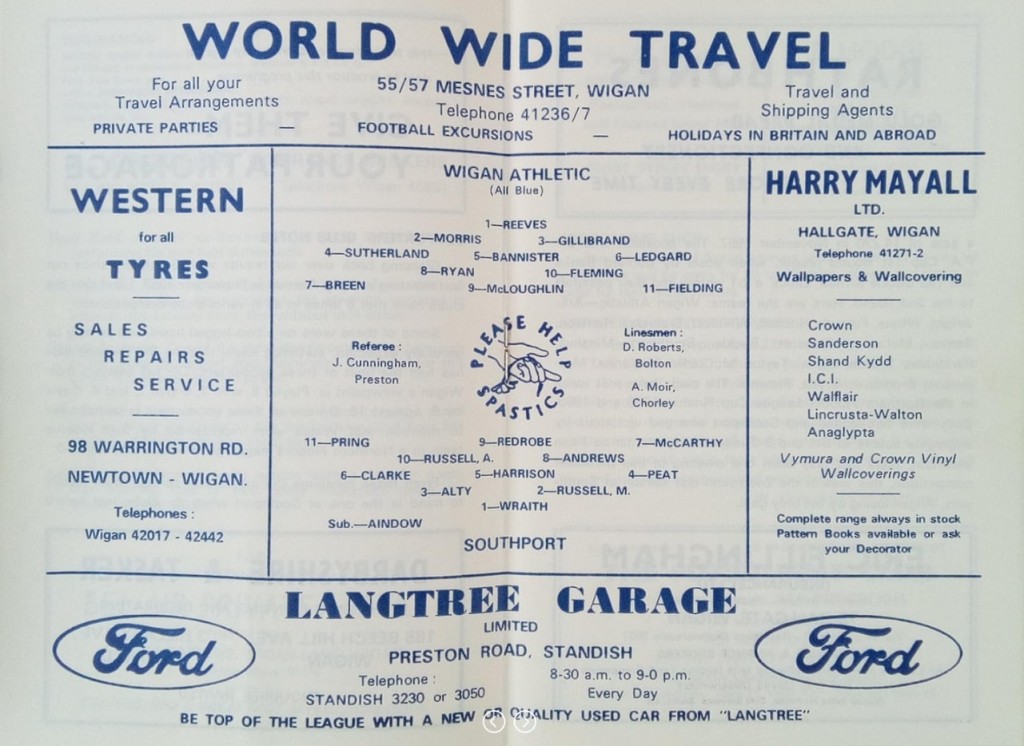 WORLD WIDE TRAVEL
For all your
Travel Arrangements
55/57 MESNES STREET, WIGAN
Telephone 41236/7
Travel and
Shipping Agents
PRIVATE PARTIES — FOOTBALL EXCURSIONS — HOLIDAYS IN BRITAIN AND ABROAD
WESTERN
for all
TYRES
SALES
REPAIRS
SERVICE
98 WARRINGTON RD.
NEWTOWN - WIGAN.
Telephones :
Wigan 42017 - 42442
WIGAN ATHLETIC
(All Blue)
1—REEVES
2—MORRIS 3—GILLIBRAND
4—SUTHERLAND 5—BANNISTER 6—LEDGARD
8—RYAN 10—FLEMING
7—BREEN 9—McLOUGHLIN 11—FIELDING
Referee :
J. Cunningham,
Preston
PLEASE HELP
SPASTICS
Linesmen :
D. Roberts,
Bolton
A. Moir,
Chorley
11—PRING 9—REDROBE 7—McCARTHY
10—RUSSELL, A. 8—ANDREWS
6—CLARKE 5—HARRISON 4—PEAT
3—ALTY 2—RUSSELL, M.
1—WRAITH
Sub.—AINDOW
SOUTHPORT
HARRY MAYALL
LTD.
HALLGATE, WIGAN
Telephone 41271-2
Wallpapers & Wallcovering
Crown
Sanderson
Shand Kydd
I.C.I.
Walflair
Lincrusta-Walton
Anaglypta
Vymura and Crown Vinyl
Wallcoverings
Complete range always in stock
Pattern Books available or ask
your Decorator
LANGTREE GARAGE
LIMITED
Ford
PRESTON ROAD, STANDISH
Ford
Telephone :
STANDISH 3230 or 3050
8-30 a.m. to 9-0 p.m.
Every Day
BE TOP OF THE LEAGUE WITH A NEW OR QUALITY USED CAR FROM "LANGTREE"